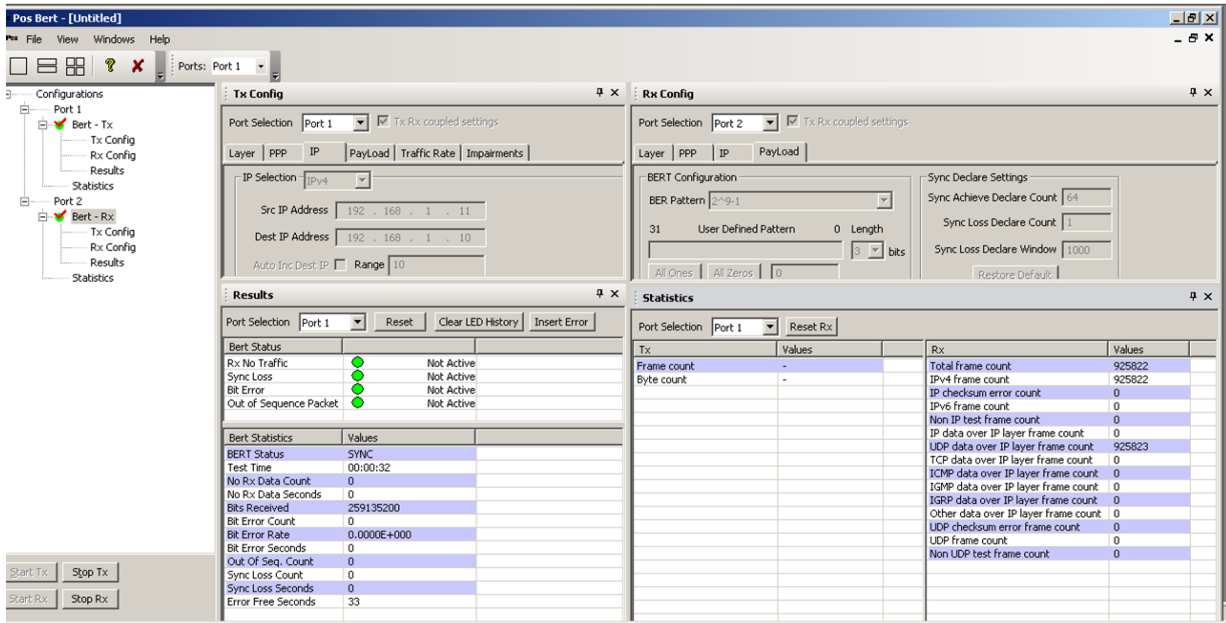 Pos Bert - [Untitled]
File View Windows Help
Ports: Port 1
Configurations
Port 1
Bert - Tx
Tx Config
Rx Config
Results
Statistics
Port 2
Bert - Rx
Tx Config
Rx Config
Results
Statistics
Start Tx Stop Tx
Start Rx Stop Rx
Tx Config
Port Selection Port 1 Tx Rx coupled settings
Layer PPP IP PayLoad Traffic Rate Impairments
IP Selection IPv4
Src IP Address 192 . 168 . 1 . 11
Dest IP Address 192 . 168 . 1 . 10
Auto Inc Dest IP Range 10
Rx Config
Port Selection Port 2 Tx Rx coupled settings
Layer PPP IP PayLoad
BERT Configuration
BER Pattern 2^9-1
31 User Defined Pattern 0 Length
3 bits
All Ones All Zeros 0
Sync Declare Settings
Sync Achieve Declare Count 64
Sync Loss Declare Count 1
Sync Loss Declare Window 1000
Restore Default
Results
Port Selection Port 1 Reset Clear LED History Insert Error
Bert Status
Rx No Traffic Not Active
Sync Loss Not Active
Bit Error Not Active
Out of Sequence Packet Not Active
Bert Statistics Values
BERT Status SYNC
Test Time 00:00:32
No Rx Data Count 0
No Rx Data Seconds 0
Bits Received 259135200
Bit Error Count 0
Bit Error Rate 0.0000E+000
Bit Error Seconds 0
Out Of Seq. Count 0
Sync Loss Count 0
Sync Loss Seconds 0
Error Free Seconds 33
Statistics
Port Selection Port 1 Reset Rx
Tx Values
Frame count -
Byte count -
Rx Values
Total frame count 925822
IPv4 frame count 925822
IP checksum error count 0
IPv6 frame count 0
Non IP test frame count 0
IP data over IP layer frame count 0
UDP data over IP layer frame count 925823
TCP data over IP layer frame count 0
ICMP data over IP layer frame count 0
IGMP data over IP layer frame count 0
IGRP data over IP layer frame count 0
Other data over IP layer frame count 0
UDP checksum error frame count 0
UDP frame count 0
Non UDP test frame count 0